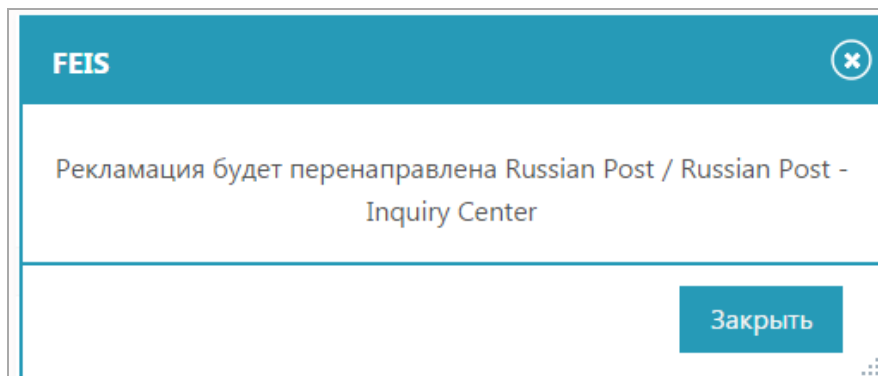 FEIS
Рекламация будет перенаправлена Russian Post / Russian Post -
Inquiry Center
Закрыть